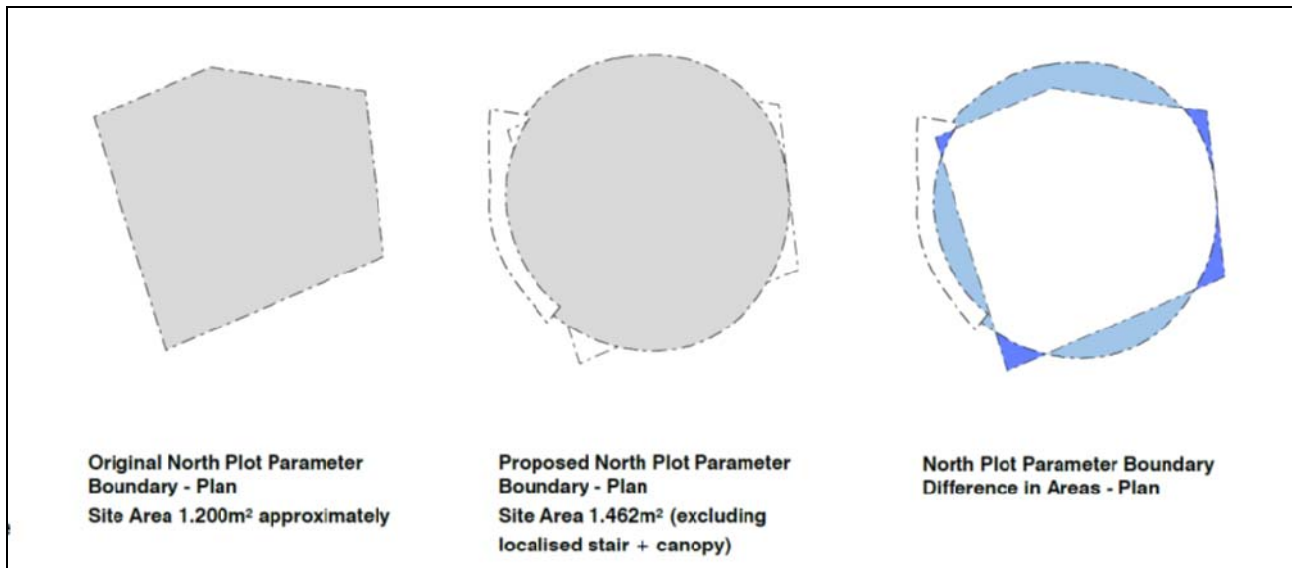 Original North Plot Parameter
Boundary - Plan
Site Area 1.200m² approximately
Proposed North Plot Parameter
Boundary - Plan
Site Area 1.462m² (excluding
localised stair + canopy)
North Plot Parameter Boundary
Difference in Areas - Plan